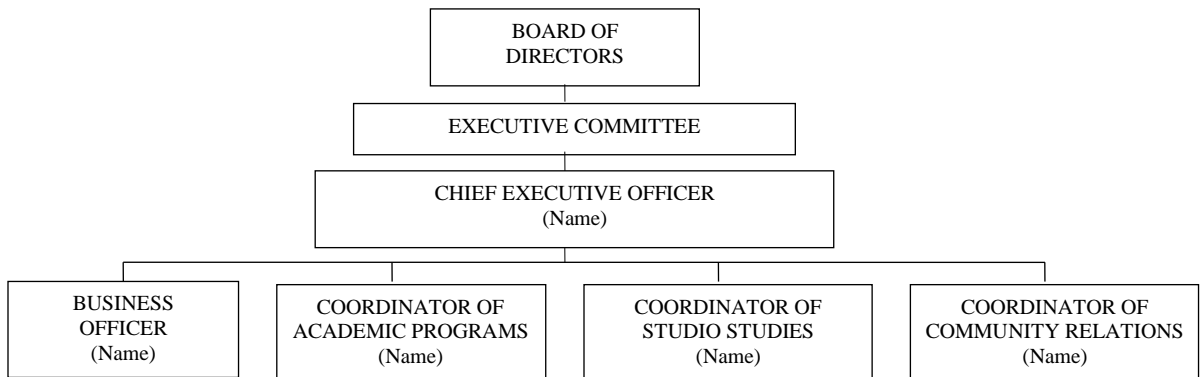 BOARD OF
DIRECTORS
EXECUTIVE COMMITTEE
CHIEF EXECUTIVE OFFICER
(Name)
BUSINESS
OFFICER
(Name)
COORDINATOR OF
ACADEMIC PROGRAMS
(Name)
COORDINATOR OF
STUDIO STUDIES
(Name)
COORDINATOR OF
COMMUNITY RELATIONS
(Name)